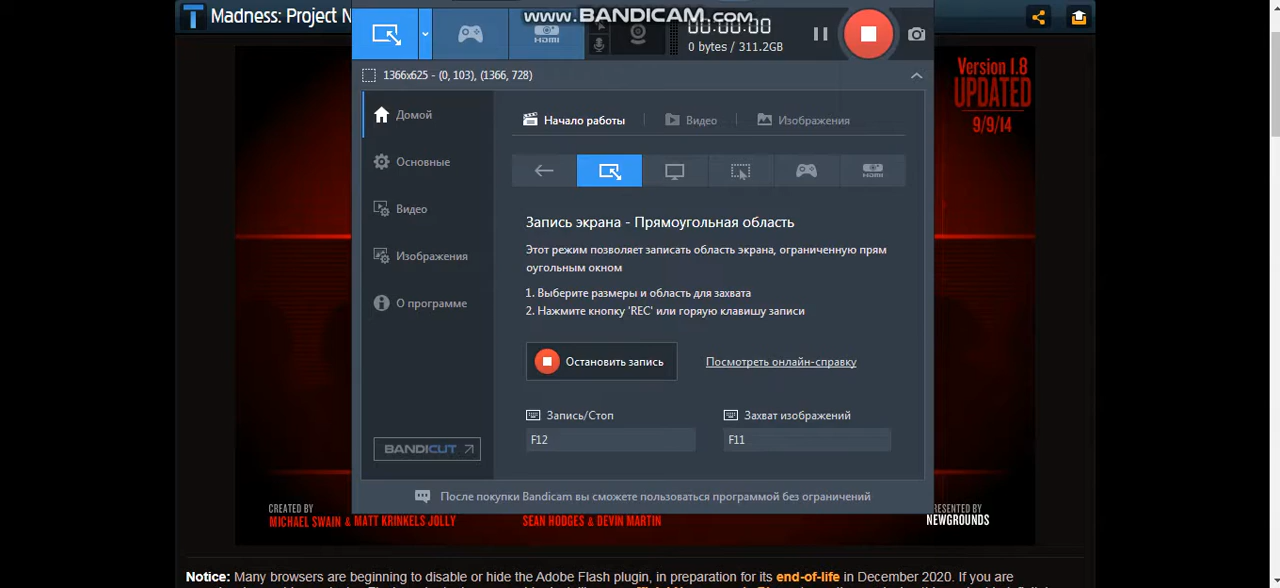 Madness: Project N
www.BANDICAM.com
00:00:00
0 bytes / 311.2GB
HDMI
1366x625 - (0, 103), (1366, 728)
Version 1.8
UPDATED
9/9/14
Домой
Основные
Видео
Изображения
О программе
BANDICUT
Начало работы
Видео
Изображения
HDMI
Запись экрана - Прямоугольная область
Этот режим позволяет записать область экрана, ограниченную прям
оугольным окном
1. Выберите размеры и область для захвата
2. Нажмите кнопку 'REC' или горяую клавишу записи
Остановить запись
Посмотреть онлайн-справку
Запись/Стоп
Захват изображений
F12
F11
После покупки Bandicam вы сможете пользоваться программой без ограничений
CREATED BY
MICHAEL SWAIN & MATT KRINKELS JOLLY
SEAN HODGES & DEVIN MARTIN
PRESENTED BY
NEWGROUNDS
Notice: Many browsers are beginning to disable or hide the Adobe Flash plugin, in preparation for its end-of-life in December 2020. If you are